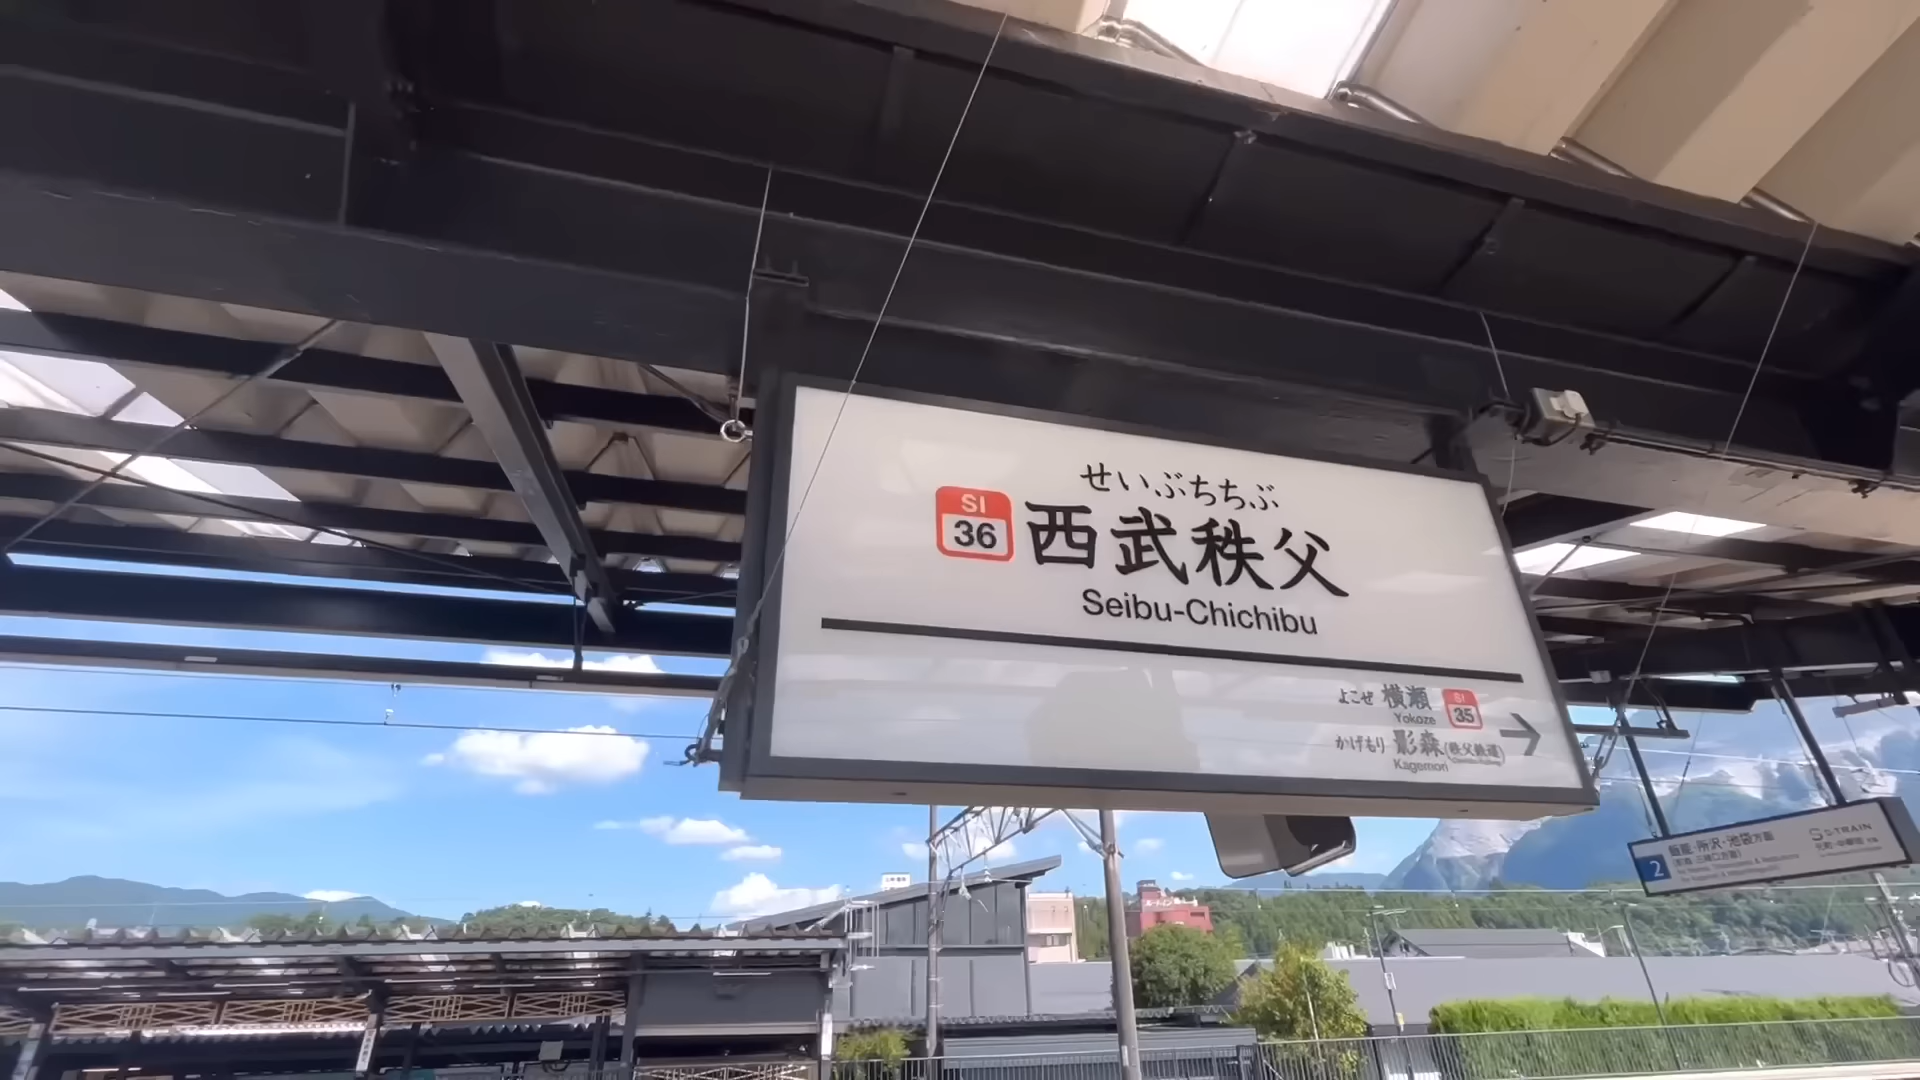 せいぶちちぶ
SI
36
西武秩父
Seibu-Chichibu
よこぜ 横瀬
Yokoze
SI
35
かげもり 影森(秩父鉄道)
Kagemori
→
2
飯能・所沢・池袋方面
S-TRAIN